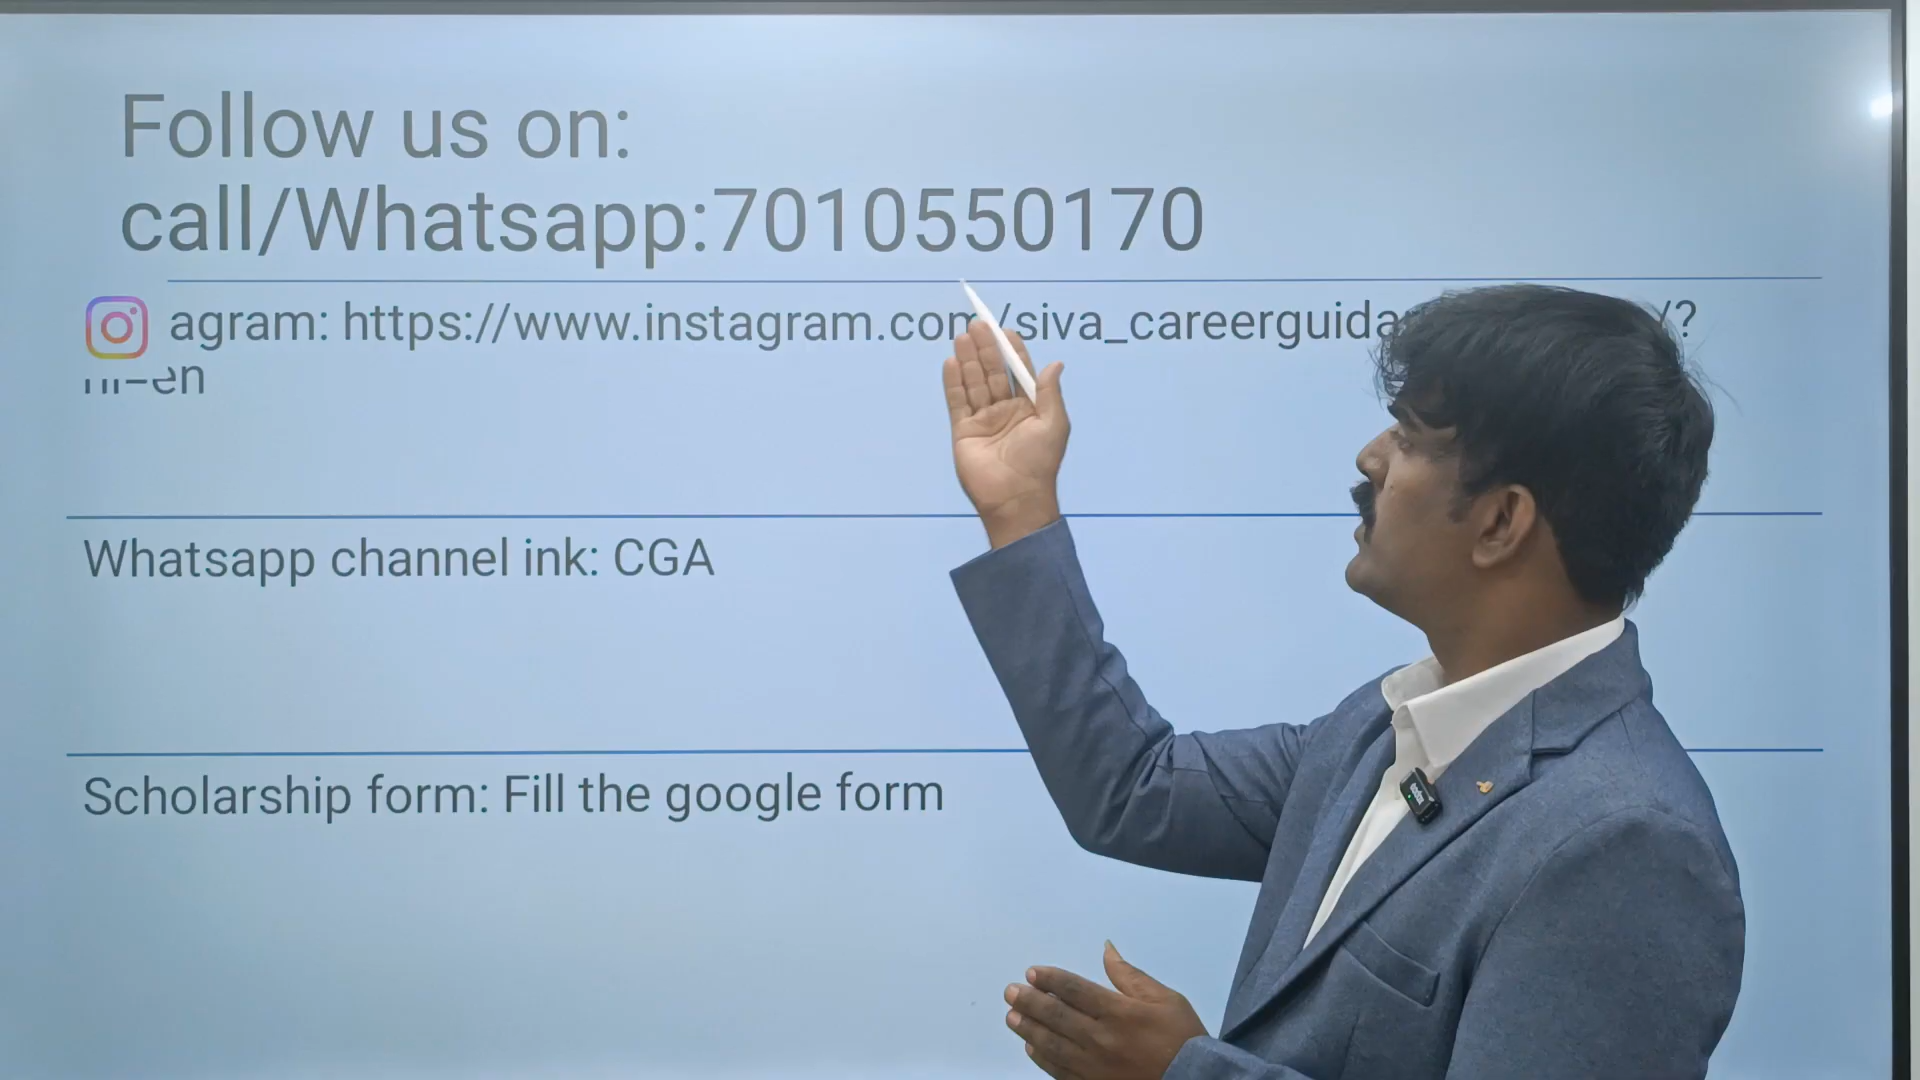 Follow us on:
call/Whatsapp:7010550170
agram: https://www.instagram.com/siva_careerguida /?
Whatsapp channel ink: CGA
Scholarship form: Fill the google form